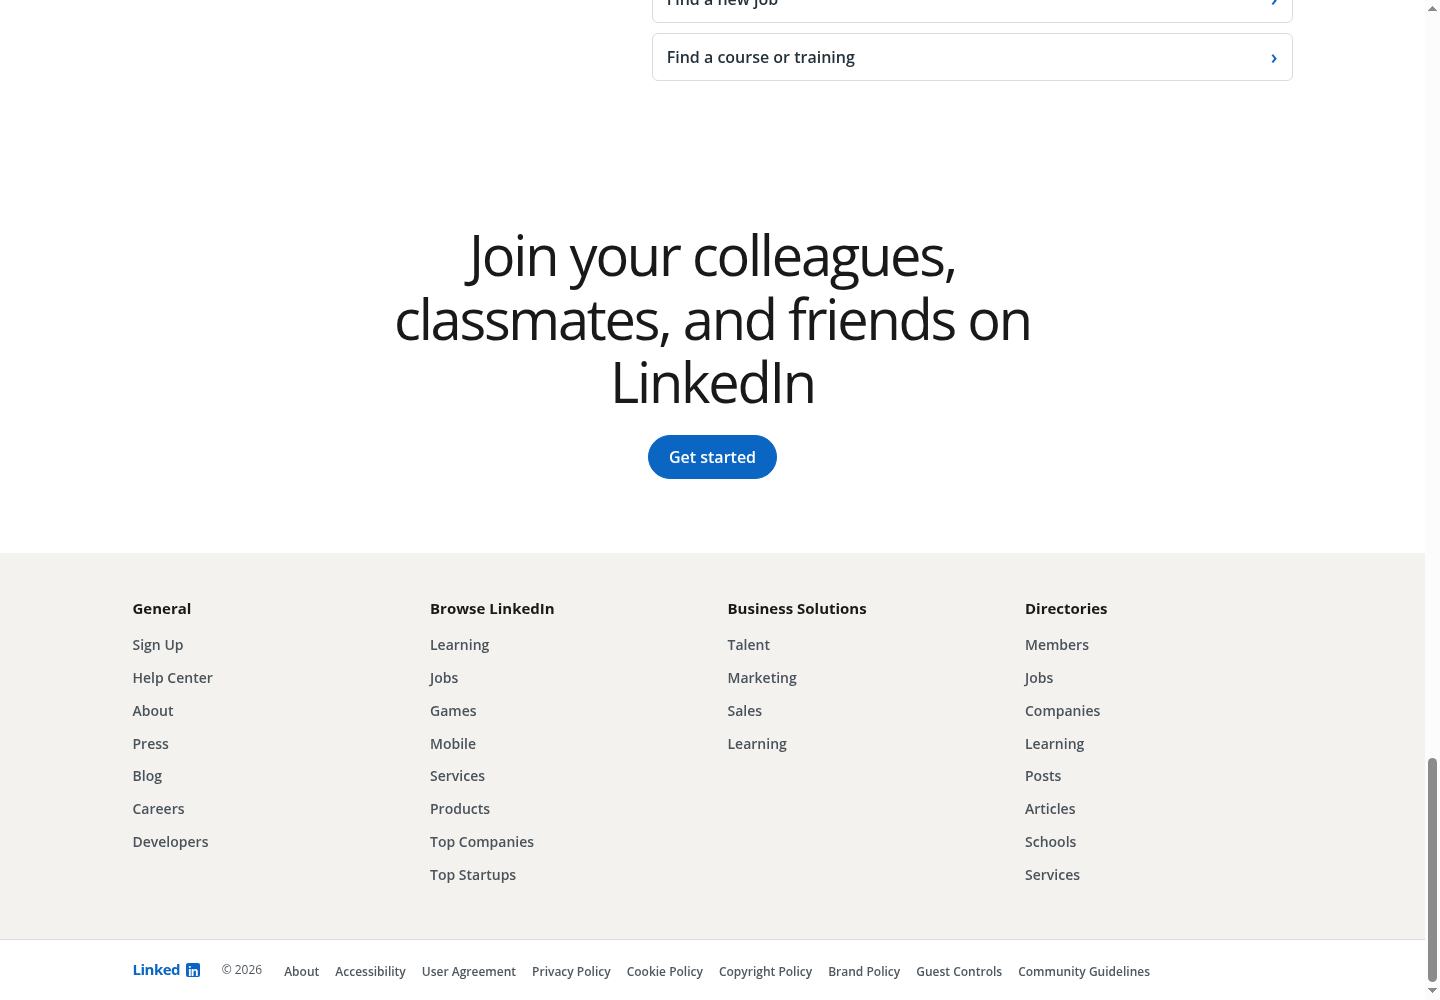 Find a new job
Find a course or training
Join your colleagues,
classmates, and friends on
LinkedIn
Get started
General
Sign Up
Help Center
About
Press
Blog
Careers
Developers
Browse LinkedIn
Learning
Jobs
Games
Mobile
Services
Products
Top Companies
Top Startups
Business Solutions
Talent
Marketing
Sales
Learning
Directories
Members
Jobs
Companies
Learning
Posts
Articles
Schools
Services
Linked in © 2026 About Accessibility User Agreement Privacy Policy Cookie Policy Copyright Policy Brand Policy Guest Controls Community Guidelines